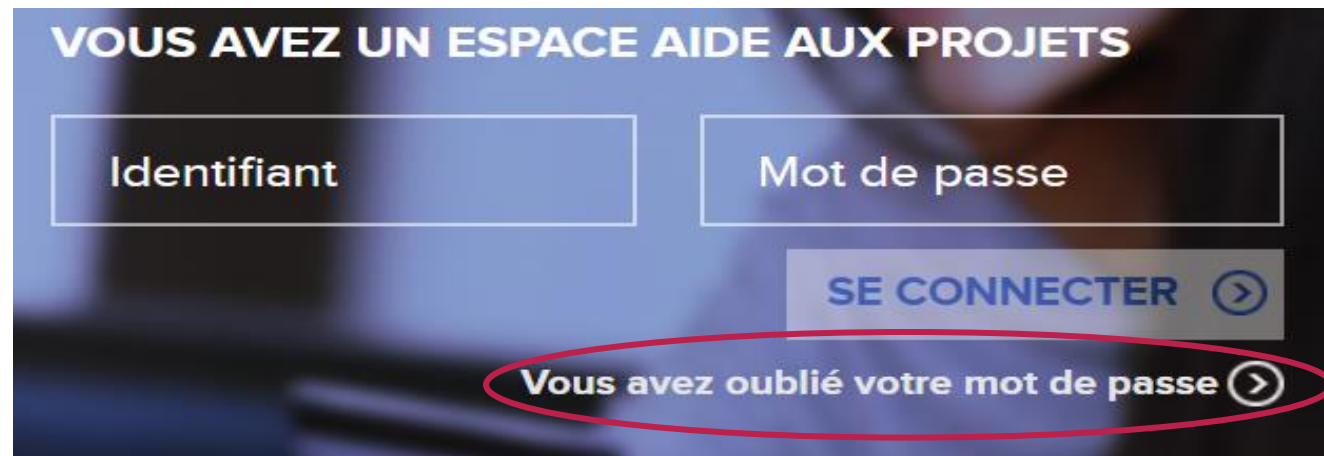 VOUS AVEZ UN ESPACE AIDE AUX PROJETS
Identifiant
Mot de passe
SE CONNECTER
Vous avez oublié votre mot de passe